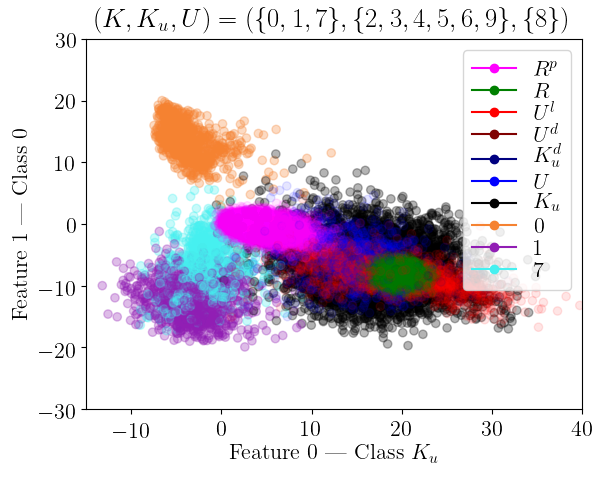 (K, K_u, U) = ({0, 1, 7}, {2, 3, 4, 5, 6, 9}, {8})
30
20
10
0
−10
−20
−30
Feature 1 — Class 0
R^p
R
U^l
U^d
K_u^d
U
K_u
0
1
7
−10
0
10
20
30
40
Feature 0 — Class K_u